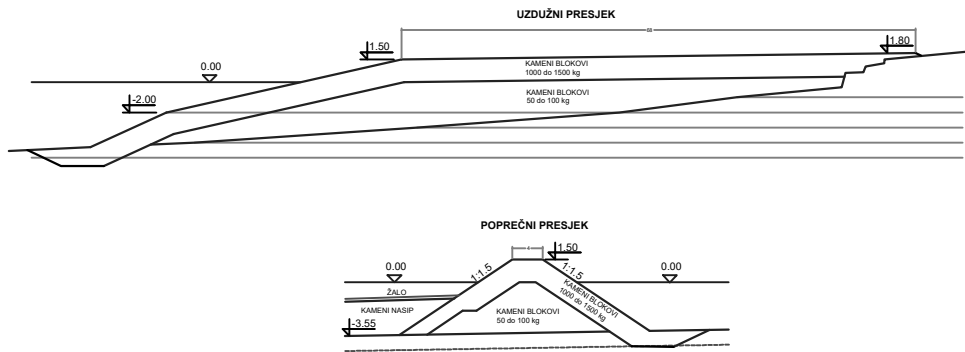 UZDUŽNI PRESJEK
1.50
1.80
0.00
KAMENI BLOKOVI
1000 do 1500 kg
-2.00
KAMENI BLOKOVI
50 do 100 kg
POPREČNI PRESJEK
4
1.50
0.00
1:1.5
1:1.5
0.00
ŽALO
KAMENI NASIP
KAMENI BLOKOVI
1000 do 1500 kg
KAMENI BLOKOVI
50 do 100 kg
-3.55